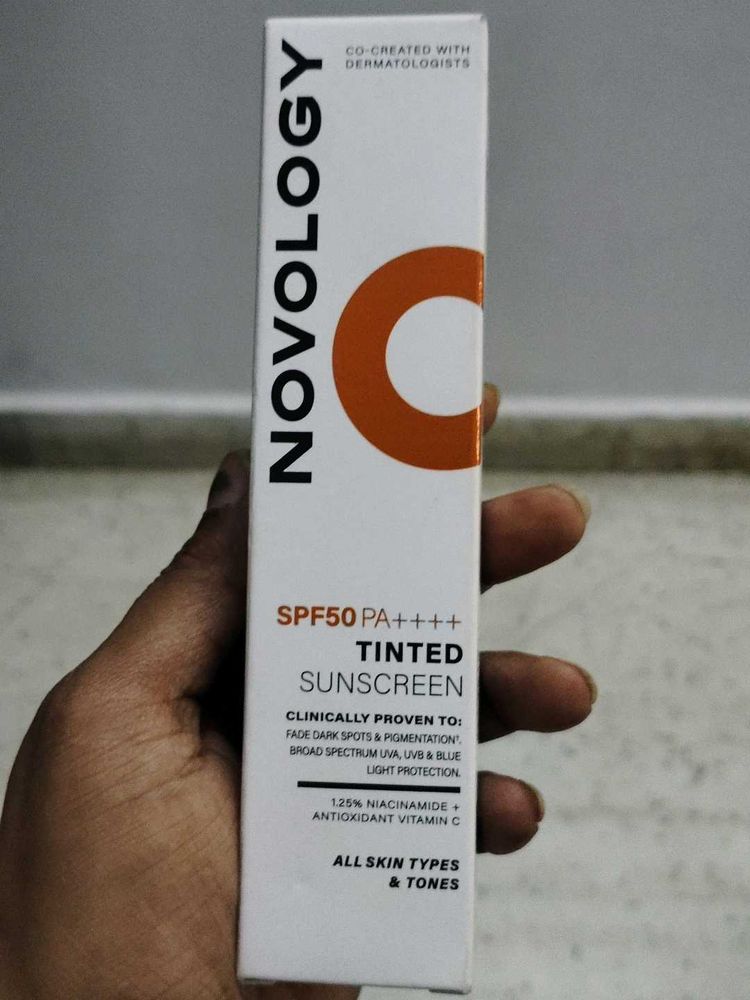 NOVOLOGY
CO-CREATED WITH
DERMATOLOGISTS
SPF50 PA++++
TINTED
SUNSCREEN
CLINICALLY PROVEN TO:
FADE DARK SPOTS & PIGMENTATION†.
BROAD SPECTRUM UVA, UVB & BLUE
LIGHT PROTECTION.
1.25% NIACINAMIDE +
ANTIOXIDANT VITAMIN C
ALL SKIN TYPES
& TONES